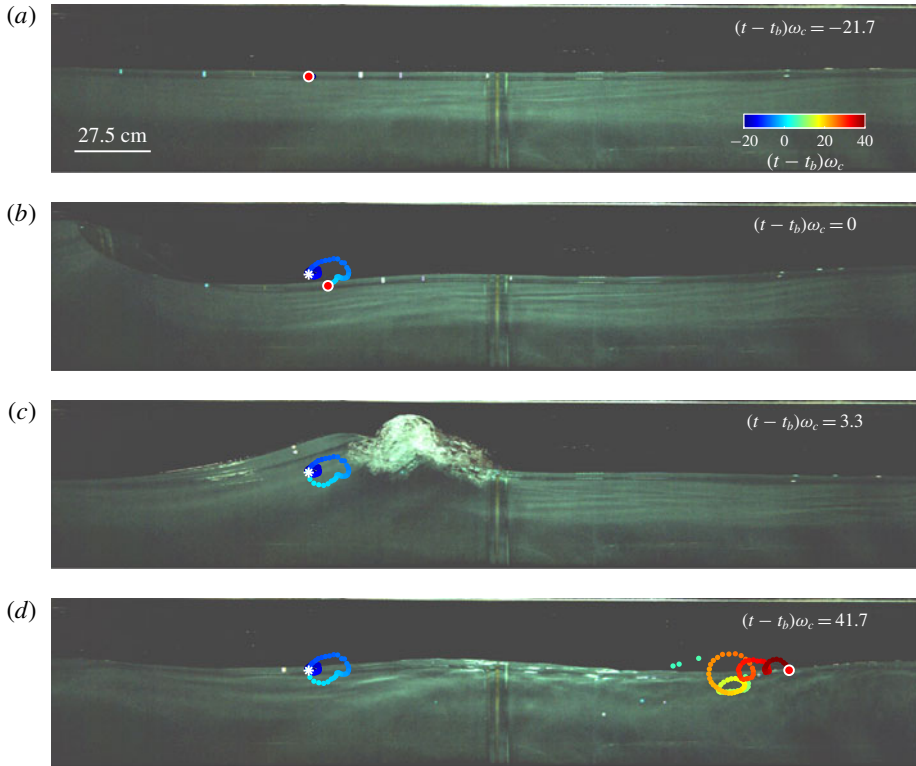 (a)
(t − t_b)ω_c = −21.7
27.5 cm
−20 0 20 40
(t − t_b)ω_c
(b)
(t − t_b)ω_c = 0
(c)
(t − t_b)ω_c = 3.3
(d)
(t − t_b)ω_c = 41.7